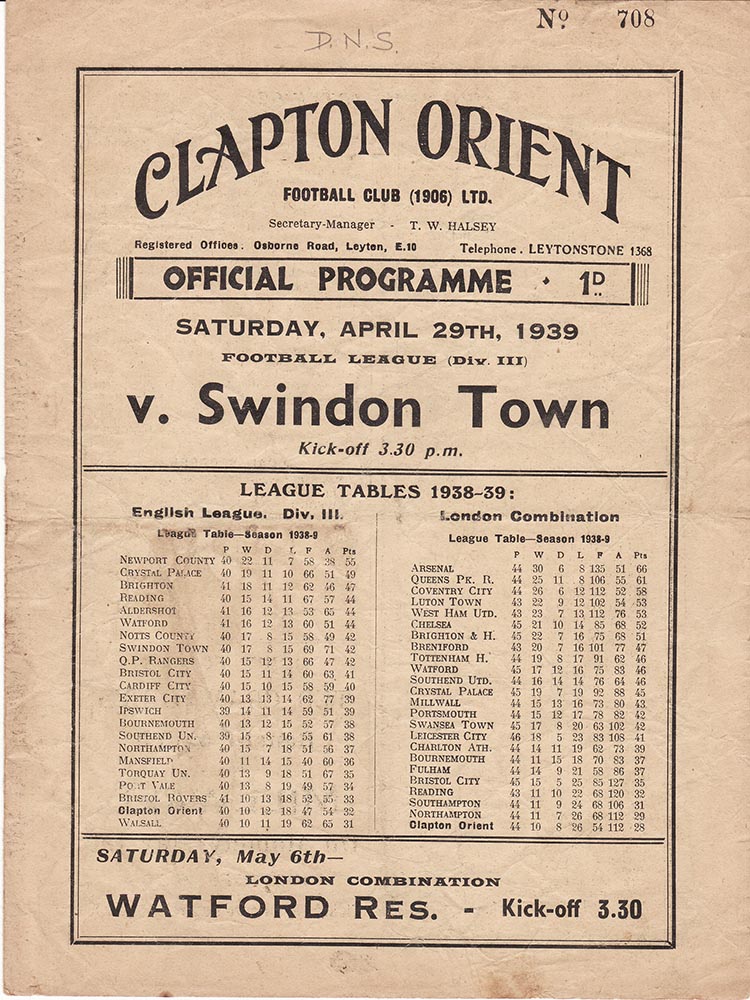 Nº 708
D.N.S.
CLAPTON ORIENT
FOOTBALL CLUB (1906) LTD.
Secretary-Manager - T. W. HALSEY
Registered Offices. Osborne Road, Leyton, E.10 Telephone. LEYTONSTONE 1368
OFFICIAL PROGRAMME · 1D
SATURDAY, APRIL 29TH, 1939
FOOTBALL LEAGUE (Div. III)
v. Swindon Town
Kick-off 3.30 p.m.
LEAGUE TABLES 1938-39:
English League. Div. III.
League Table—Season 1938-9
P W D L F A Pts
NEWPORT COUNTY 40 22 11 7 58 38 55
CRYSTAL PALACE 40 19 11 10 66 51 49
BRIGHTON 41 18 11 12 62 46 47
READING 40 15 14 11 67 57 44
ALDERSHOT 41 16 12 13 53 65 44
WATFORD 41 16 12 13 60 51 44
NOTTS COUNTY 40 17 8 15 58 49 42
SWINDON TOWN 40 17 8 15 69 71 42
Q.P. RANGERS 40 15 12 13 66 47 42
BRISTOL CITY 40 15 11 14 60 63 41
CARDIFF CITY 40 15 10 15 58 59 40
EXETER CITY 40 13 13 14 62 77 39
IPSWICH 39 14 11 14 59 51 39
BOURNEMOUTH 40 13 12 15 52 57 38
SOUTHEND UN. 39 15 8 16 55 61 38
NORTHAMPTON 40 15 7 18 51 56 37
MANSFIELD 40 11 14 15 40 60 36
TORQUAY UN. 40 13 9 18 51 67 35
PORT VALE 40 13 8 19 49 57 34
BRISTOL ROVERS 41 10 13 18 52 55 33
Clapton Orient 40 10 12 18 47 54 32
WALSALL 40 10 11 19 62 65 31
London Combination
League Table—Season 1938-9
P W D L F A Pts
ARSENAL 44 30 6 8 135 51 66
QUEENS PK. R. 44 25 11 8 106 55 61
COVENTRY CITY 44 26 6 12 112 52 58
LUTON TOWN 43 22 9 12 102 54 53
WEST HAM UTD. 43 23 7 13 112 76 53
CHELSEA 45 21 10 14 85 68 52
BRIGHTON & H. 45 22 7 16 75 68 51
BRENIFORD 43 20 7 16 101 77 47
TOTTENHAM H. 44 19 8 17 91 62 46
WATFORD 45 17 12 16 75 83 46
SOUTHEND UTD. 44 16 14 14 76 64 46
CRYSTAL PALACE 45 19 7 19 92 88 45
MILLWALL 44 15 13 16 73 80 43
PORTSMOUTH 44 15 12 17 78 82 42
SWANSEA TOWN 45 17 8 20 63 102 42
LEICESTER CITY 46 18 5 23 83 108 41
CHARLTON ATH. 44 14 11 19 62 73 39
BOURNEMOUTH 44 11 15 18 70 83 37
FULHAM 44 14 9 21 58 86 37
BRISTOL CITY 45 15 5 25 85 127 35
READING 43 11 10 22 68 120 32
SOUTHAMPTON 44 11 9 24 68 106 31
NORTHAMPTON 44 11 7 26 68 112 29
Clapton Orient 44 10 8 26 54 112 28
SATURDAY, May 6th—
LONDON COMBINATION
WATFORD RES. - Kick-off 3.30